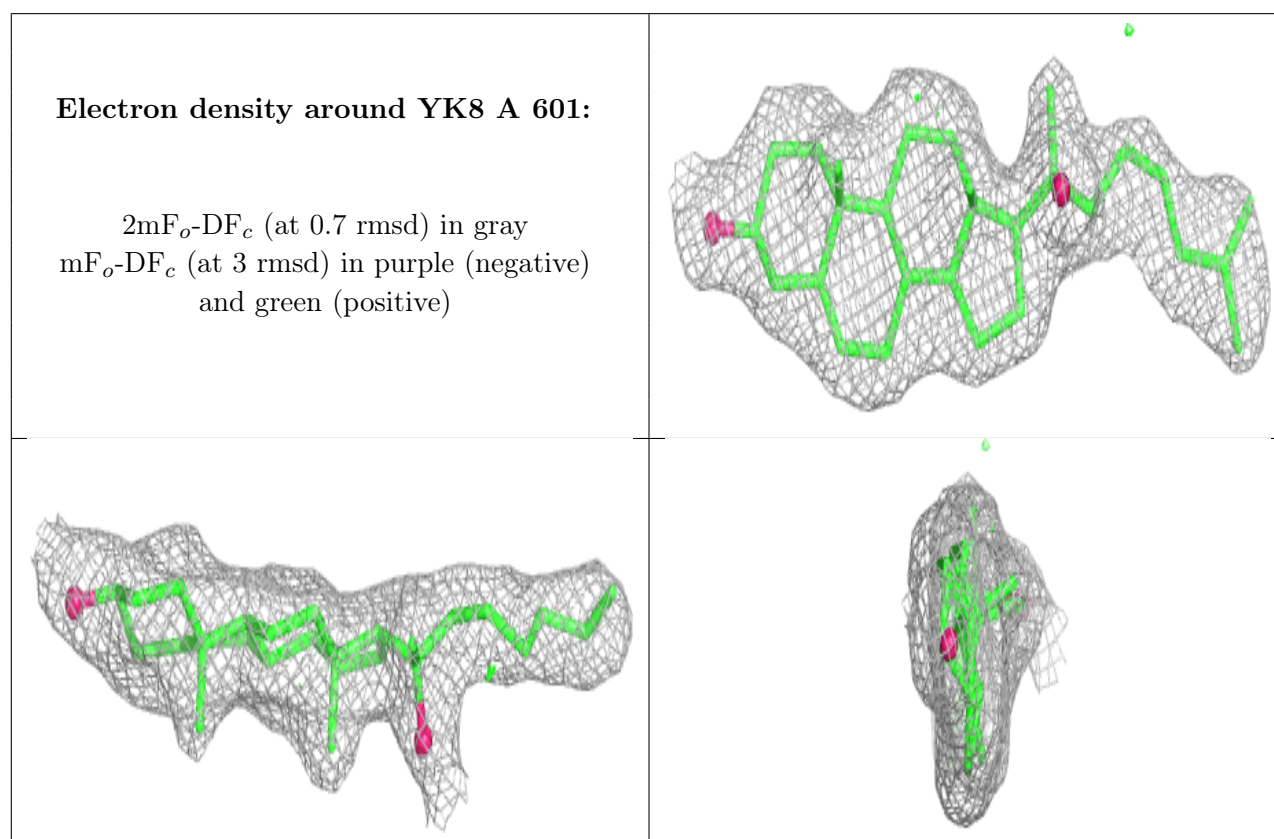 Electron density around YK8 A 601:
2mFₒ-DF𝑐 (at 0.7 rmsd) in gray
mFₒ-DF𝑐 (at 3 rmsd) in purple (negative)
and green (positive)